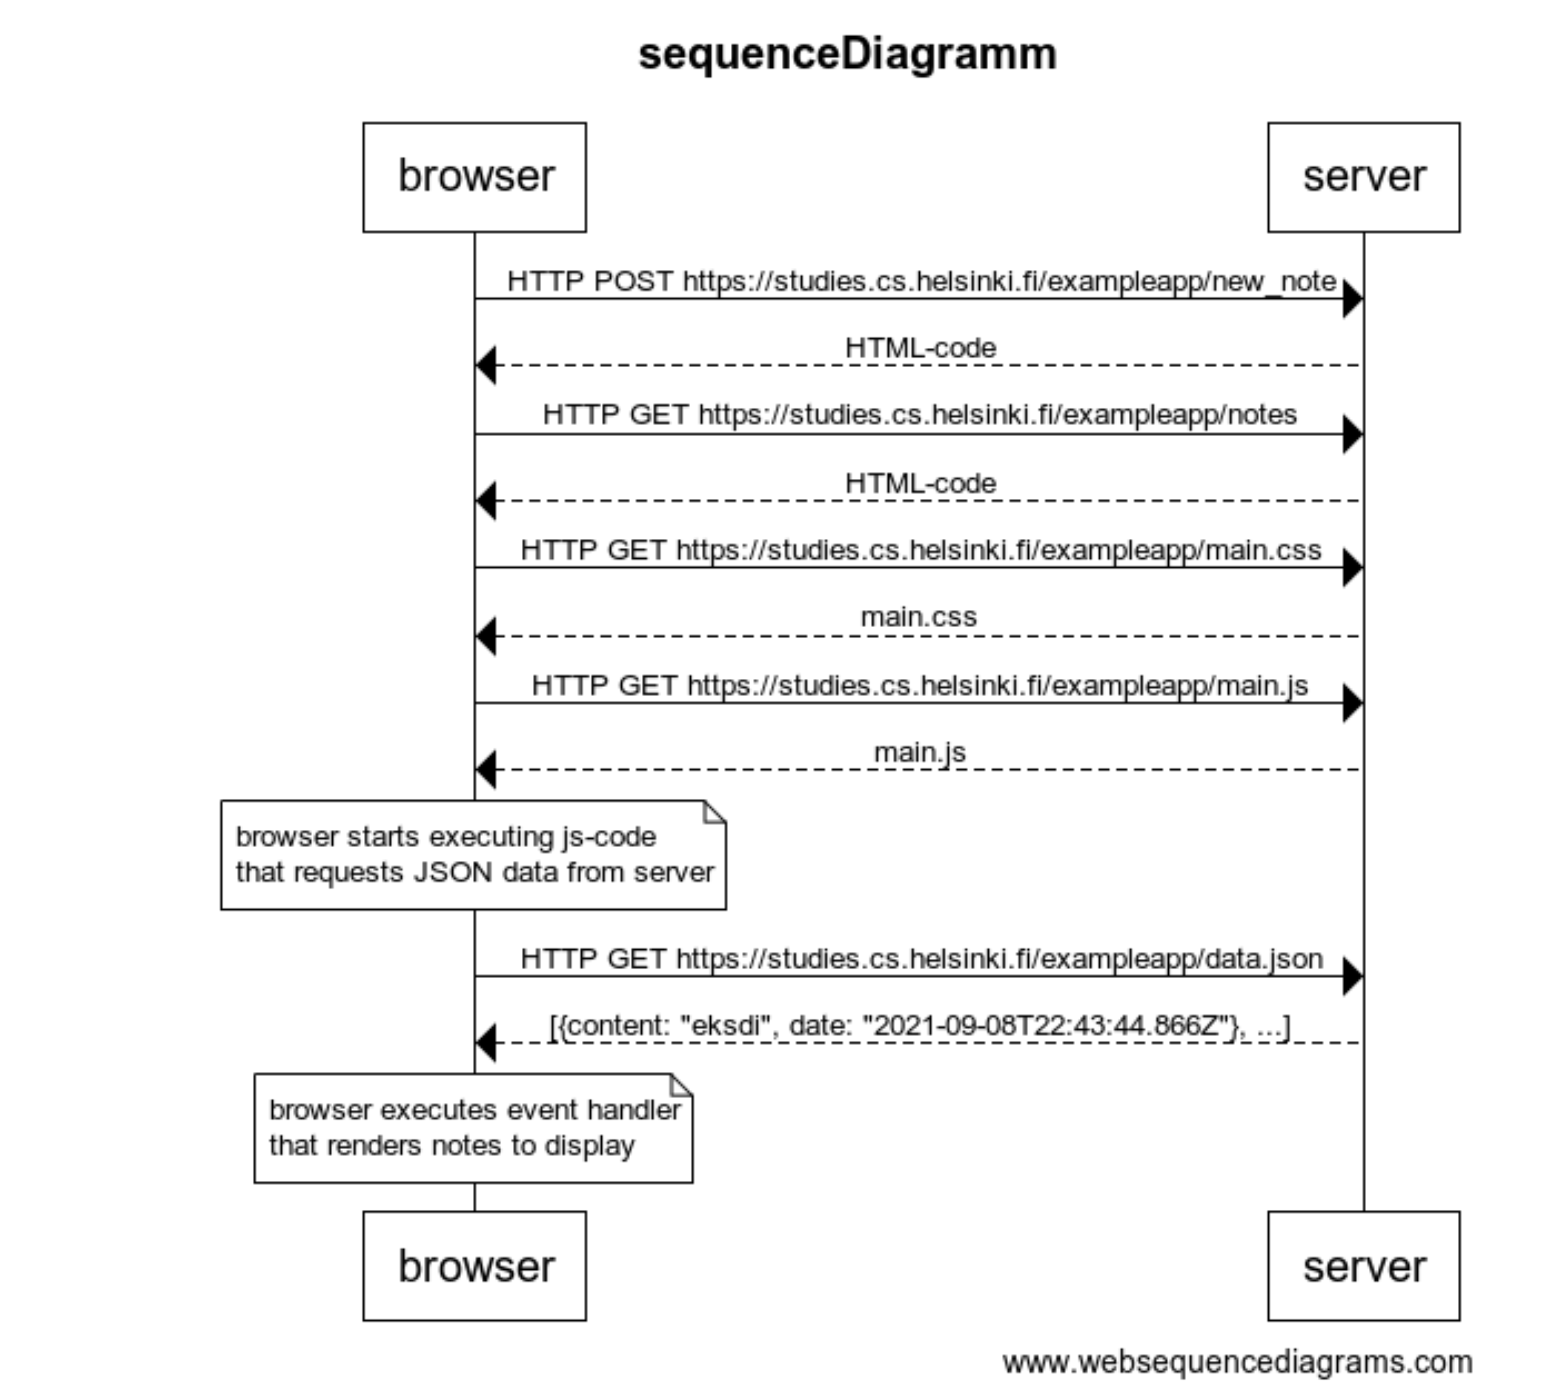 sequenceDiagramm
browser
server
HTTP POST https://studies.cs.helsinki.fi/exampleapp/new_note
HTML-code
HTTP GET https://studies.cs.helsinki.fi/exampleapp/notes
HTML-code
HTTP GET https://studies.cs.helsinki.fi/exampleapp/main.css
main.css
HTTP GET https://studies.cs.helsinki.fi/exampleapp/main.js
main.js
browser starts executing js-code
that requests JSON data from server
HTTP GET https://studies.cs.helsinki.fi/exampleapp/data.json
[{content: "eksdi", date: "2021-09-08T22:43:44.866Z"}, ...]
browser executes event handler
that renders notes to display
browser
server
www.websequencediagrams.com